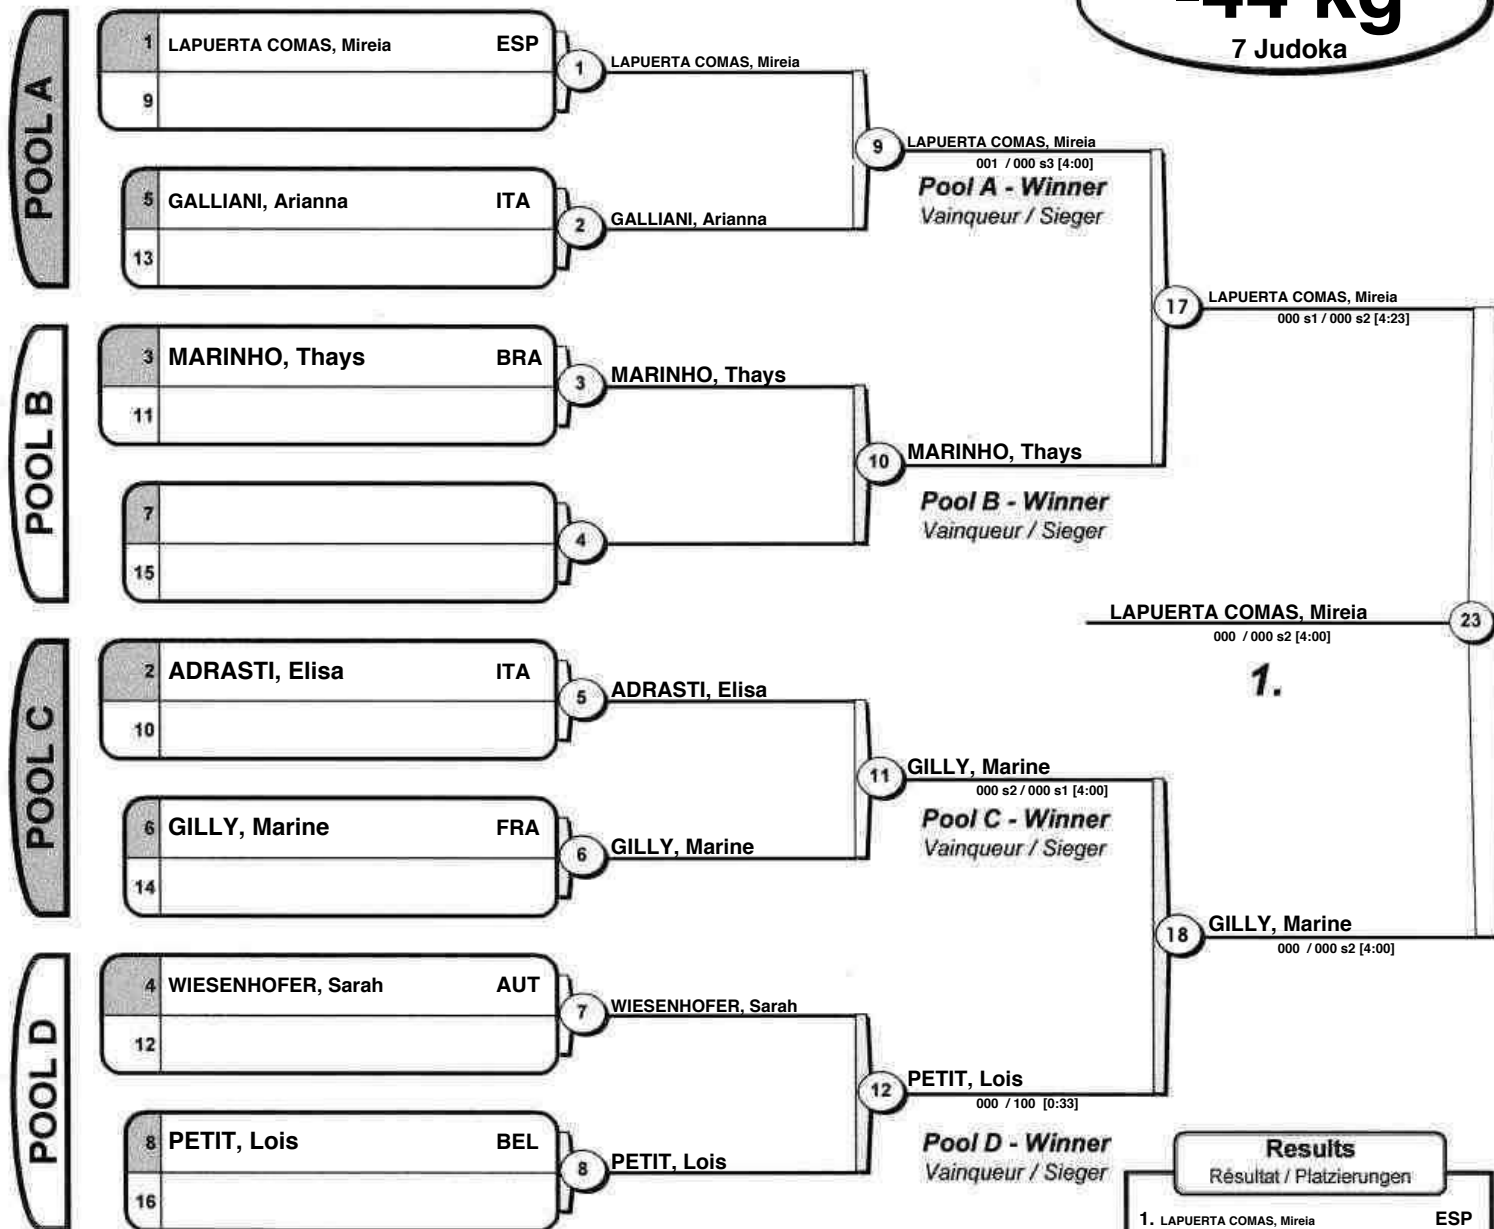 -44 kg
7 Judoka
POOL A
1 LAPUERTA COMAS, Mireia ESP
9
1 LAPUERTA COMAS, Mireia
5 GALLIANI, Arianna ITA
13
2 GALLIANI, Arianna
9 LAPUERTA COMAS, Mireia
001 / 000 s3 [4:00]
Pool A - Winner
Vainqueur / Sieger
POOL B
3 MARINHO, Thays BRA
11
3 MARINHO, Thays
7
15
4
10 MARINHO, Thays
Pool B - Winner
Vainqueur / Sieger
17 LAPUERTA COMAS, Mireia
000 s1 / 000 s2 [4:23]
LAPUERTA COMAS, Mireia 23
000 / 000 s2 [4:00]
1.
POOL C
2 ADRASTI, Elisa ITA
10
5 ADRASTI, Elisa
6 GILLY, Marine FRA
14
6 GILLY, Marine
11 GILLY, Marine
000 s2 / 000 s1 [4:00]
Pool C - Winner
Vainqueur / Sieger
18 GILLY, Marine
000 / 000 s2 [4:00]
POOL D
4 WIESENHOFER, Sarah AUT
12
7 WIESENHOFER, Sarah
8 PETIT, Lois BEL
16
8 PETIT, Lois
12 PETIT, Lois
000 / 100 [0:33]
Pool D - Winner
Vainqueur / Sieger
Results
Résultat / Platzierungen
1. LAPUERTA COMAS, Mireia ESP